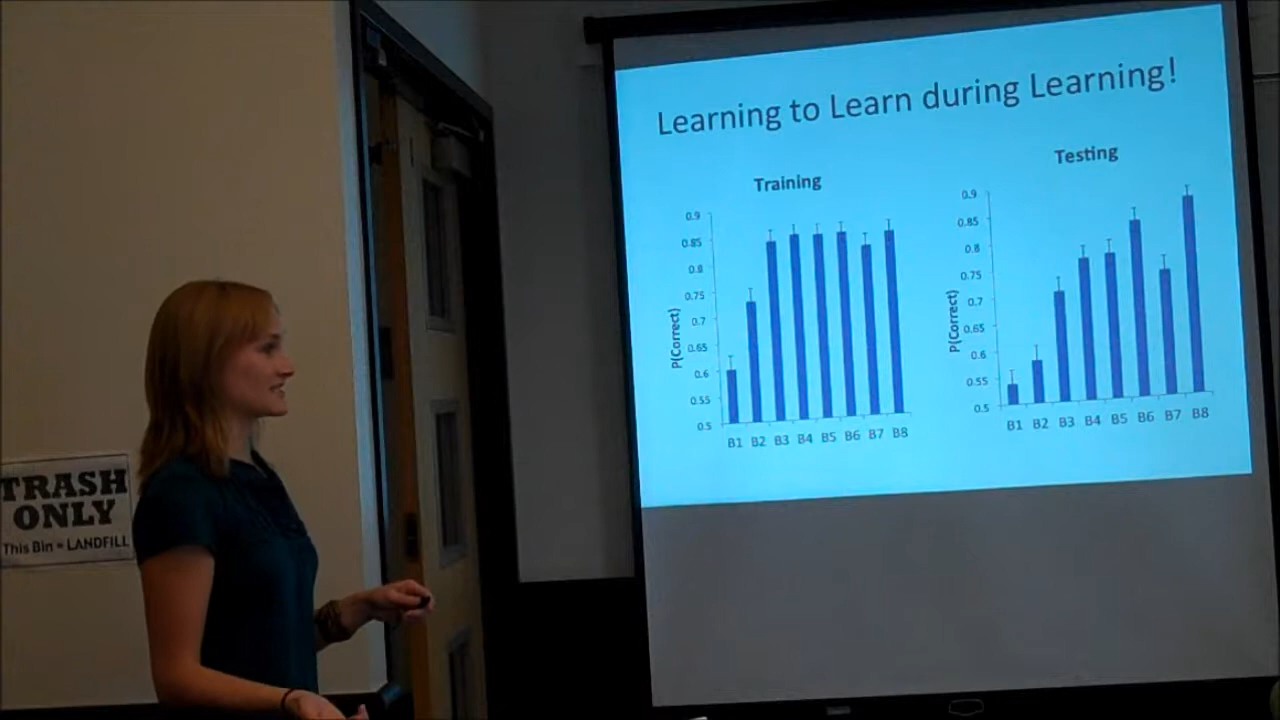 Learning to Learn during Learning!
Training
0.9
0.85
0.8
0.75
0.7
0.65
0.6
0.55
0.5
P(Correct)
B1 B2 B3 B4 B5 B6 B7 B8
Testing
0.9
0.85
0.8
0.75
0.7
0.65
0.6
0.55
0.5
P(Correct)
B1 B2 B3 B4 B5 B6 B7 B8
TRASH
ONLY
This Bin = LANDFILL